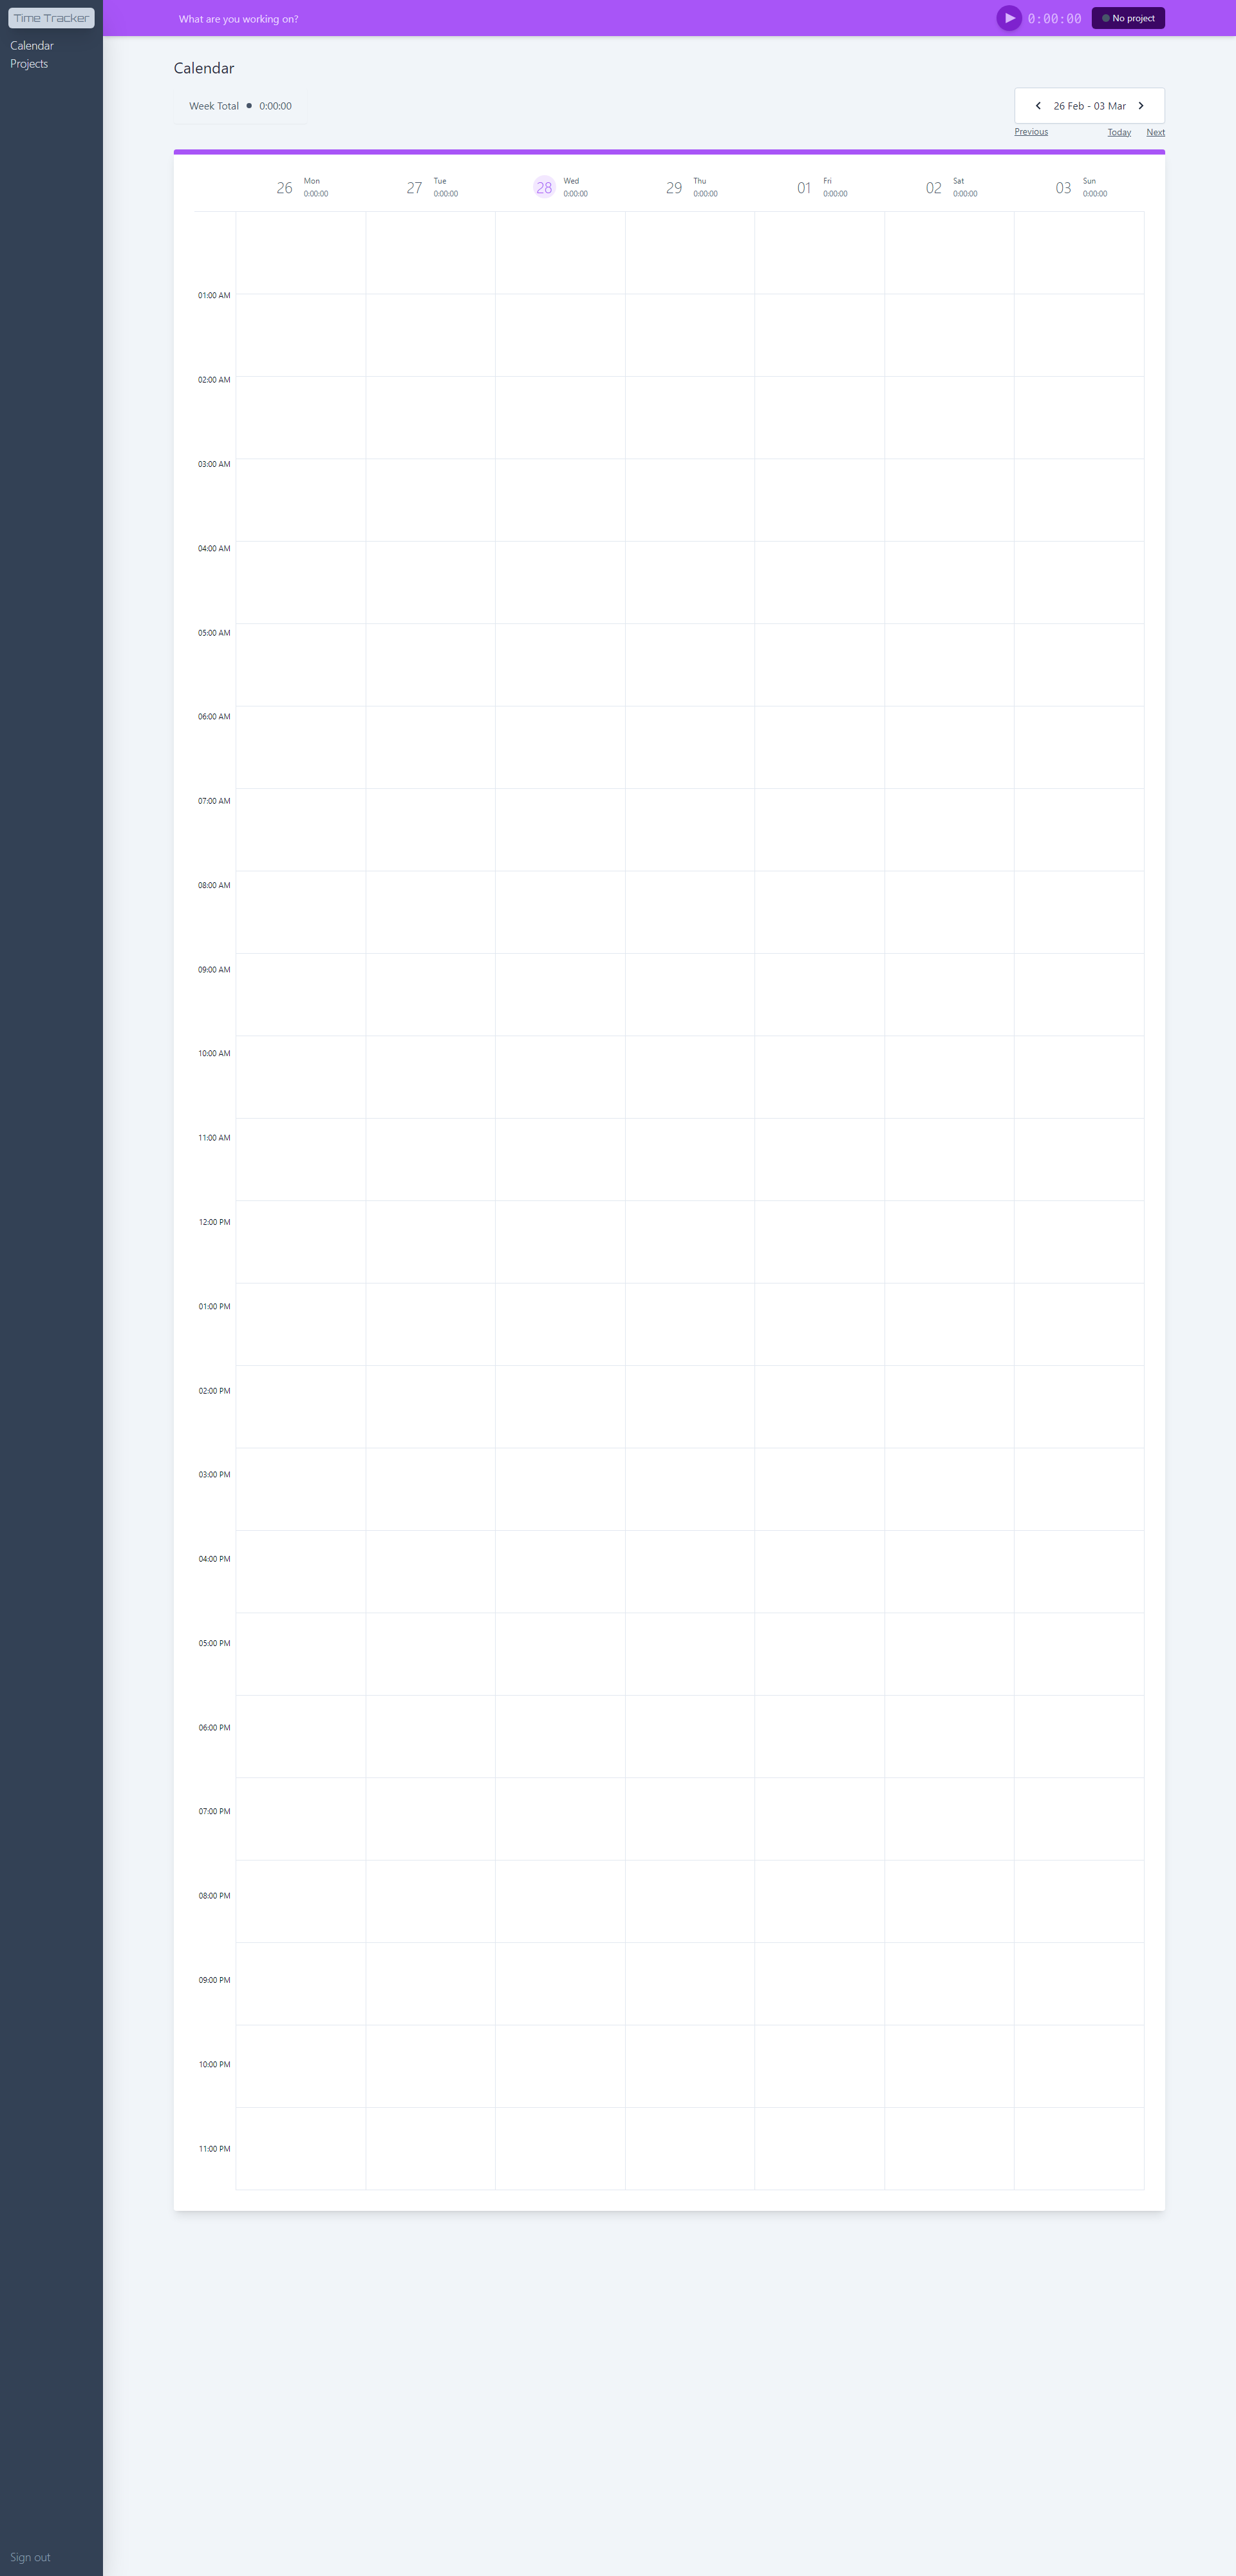 Time Tracker
Calendar
Projects
What are you working on?
0:00:00
No project
Calendar
Week Total 0:00:00
26 Feb - 03 Mar
Previous
Today
Next
26 Mon 0:00:00
27 Tue 0:00:00
28 Wed 0:00:00
29 Thu 0:00:00
01 Fri 0:00:00
02 Sat 0:00:00
03 Sun 0:00:00
01:00 AM
02:00 AM
03:00 AM
04:00 AM
05:00 AM
06:00 AM
07:00 AM
08:00 AM
09:00 AM
10:00 AM
11:00 AM
12:00 PM
01:00 PM
02:00 PM
03:00 PM
04:00 PM
05:00 PM
06:00 PM
07:00 PM
08:00 PM
09:00 PM
10:00 PM
11:00 PM
Sign out